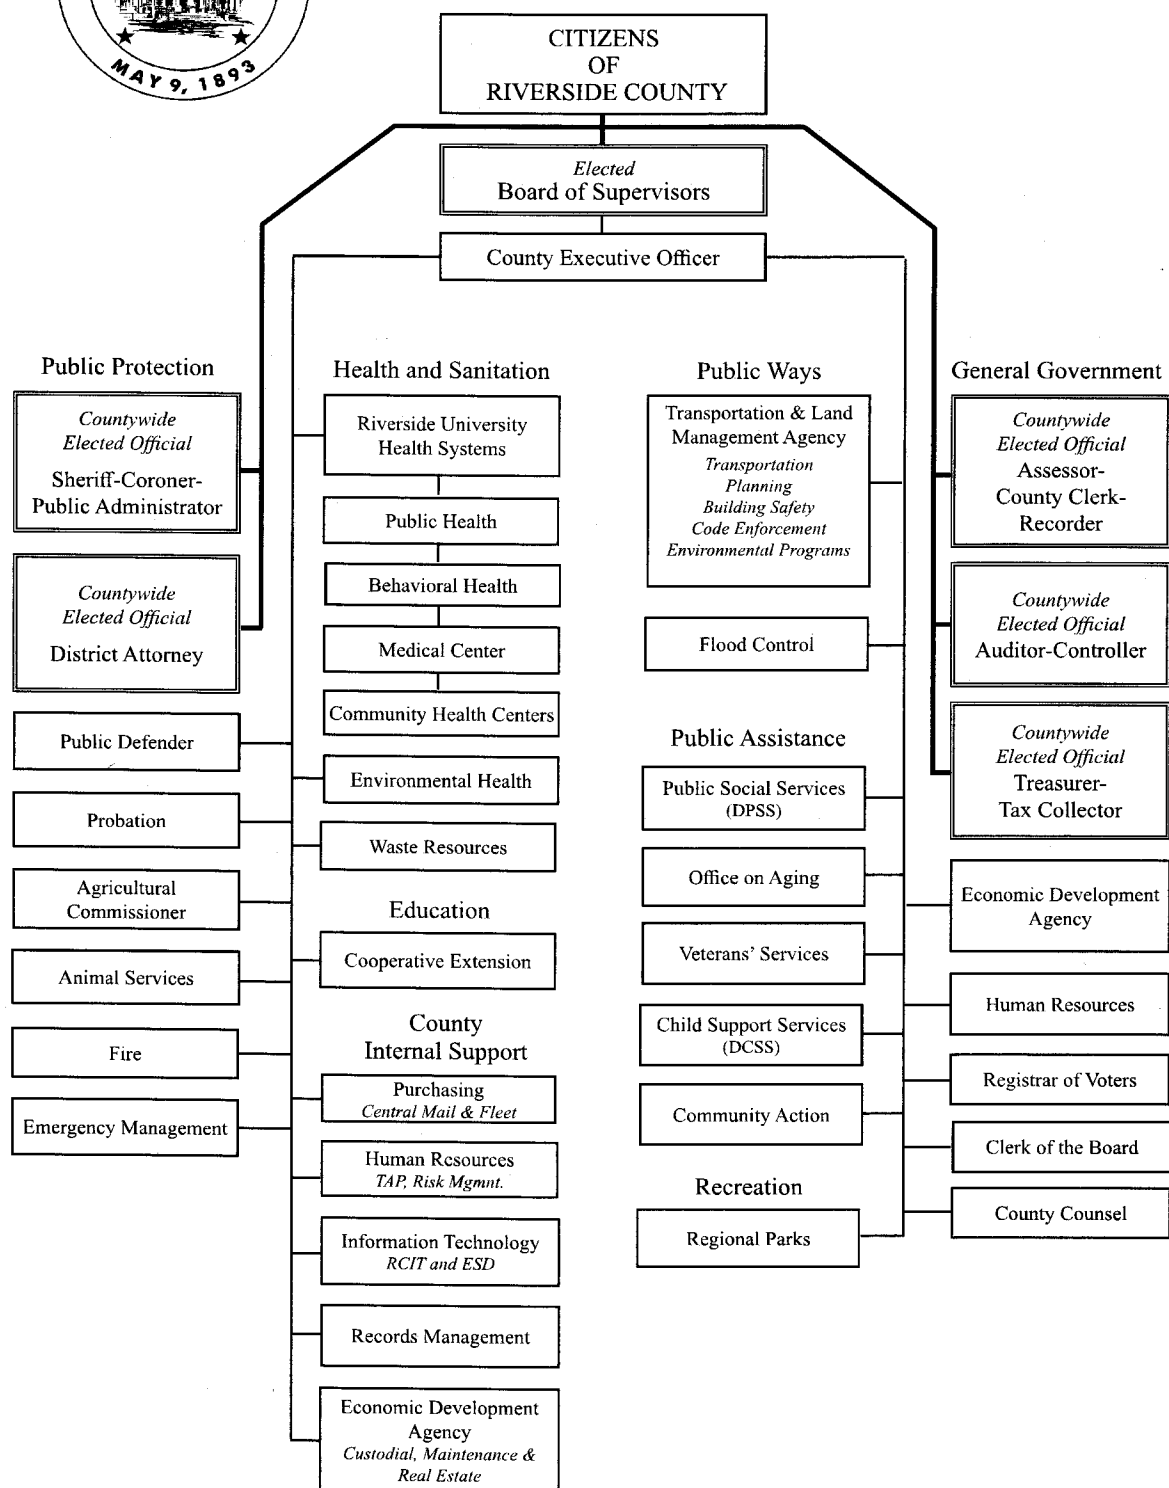 MAY 9, 1893
CITIZENS
OF
RIVERSIDE COUNTY
Elected
Board of Supervisors
County Executive Officer
Public Protection
Countywide
Elected Official
Sheriff-Coroner-
Public Administrator
Countywide
Elected Official
District Attorney
Public Defender
Probation
Agricultural
Commissioner
Animal Services
Fire
Emergency Management
Health and Sanitation
Riverside University
Health Systems
Public Health
Behavioral Health
Medical Center
Community Health Centers
Environmental Health
Waste Resources
Education
Cooperative Extension
County
Internal Support
Purchasing
Central Mail & Fleet
Human Resources
TAP, Risk Mgmnt.
Information Technology
RCIT and ESD
Records Management
Economic Development
Agency
Custodial, Maintenance &
Real Estate
Public Ways
Transportation & Land
Management Agency
Transportation
Planning
Building Safety
Code Enforcement
Environmental Programs
Flood Control
Public Assistance
Public Social Services
(DPSS)
Office on Aging
Veterans' Services
Child Support Services
(DCSS)
Community Action
Recreation
Regional Parks
General Government
Countywide
Elected Official
Assessor-
County Clerk-
Recorder
Countywide
Elected Official
Auditor-Controller
Countywide
Elected Official
Treasurer-
Tax Collector
Economic Development
Agency
Human Resources
Registrar of Voters
Clerk of the Board
County Counsel